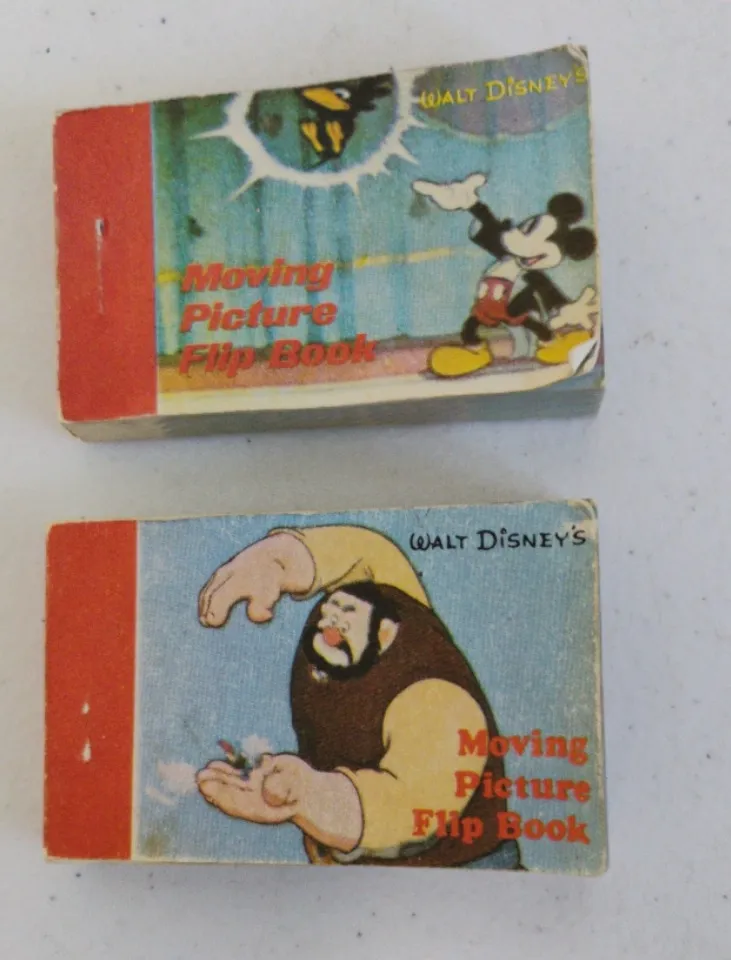 WALT DISNEY'S
Moving
Picture
Flip Book
WALT DISNEY'S
Moving
Picture
Flip Book